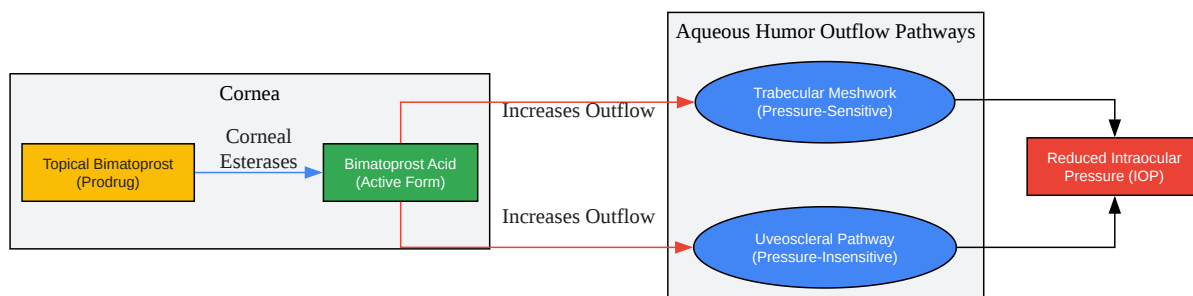 Aqueous Humor Outflow Pathways
Cornea
Topical Bimatoprost
(Prodrug)
Corneal
Esterases
Bimatoprost Acid
(Active Form)
Increases Outflow
Increases Outflow
Trabecular Meshwork
(Pressure-Sensitive)
Uveoscleral Pathway
(Pressure-Insensitive)
Reduced Intraocular
Pressure (IOP)